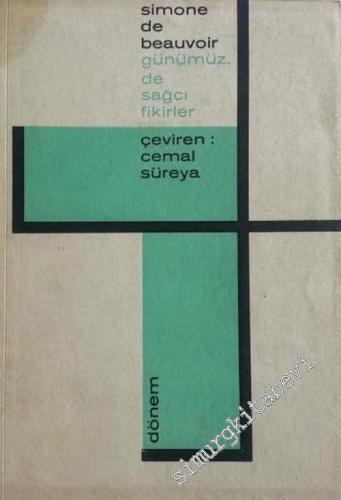 simone
de
beauvoir
günümüz.
de
sağcı
fikirler
çeviren :
cemal
süreya
dönem
simurgkitabevi